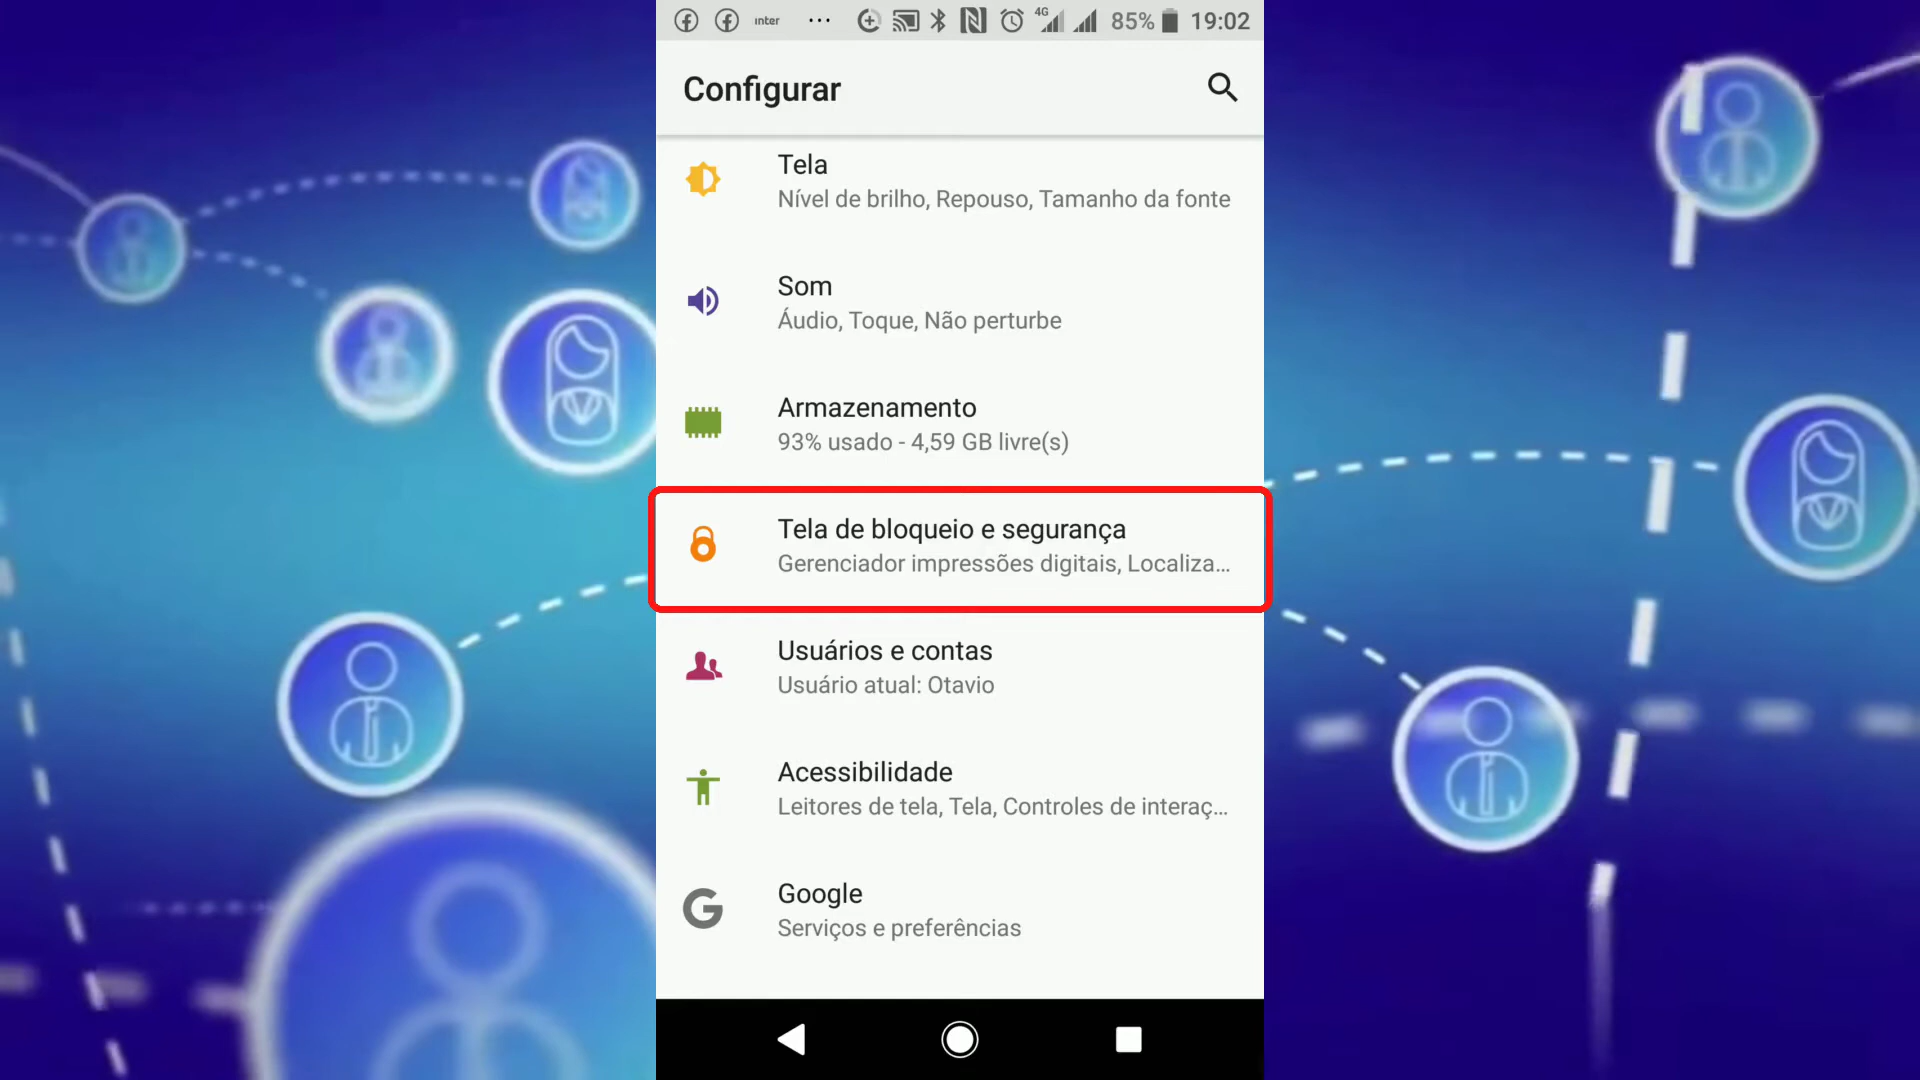 inter ... 4G 85% 19:02
Configurar
Tela
Nível de brilho, Repouso, Tamanho da fonte
Som
Áudio, Toque, Não perturbe
Armazenamento
93% usado - 4,59 GB livre(s)
Tela de bloqueio e segurança
Gerenciador impressões digitais, Localiza...
Usuários e contas
Usuário atual: Otavio
Acessibilidade
Leitores de tela, Tela, Controles de interaç...
Google
Serviços e preferências